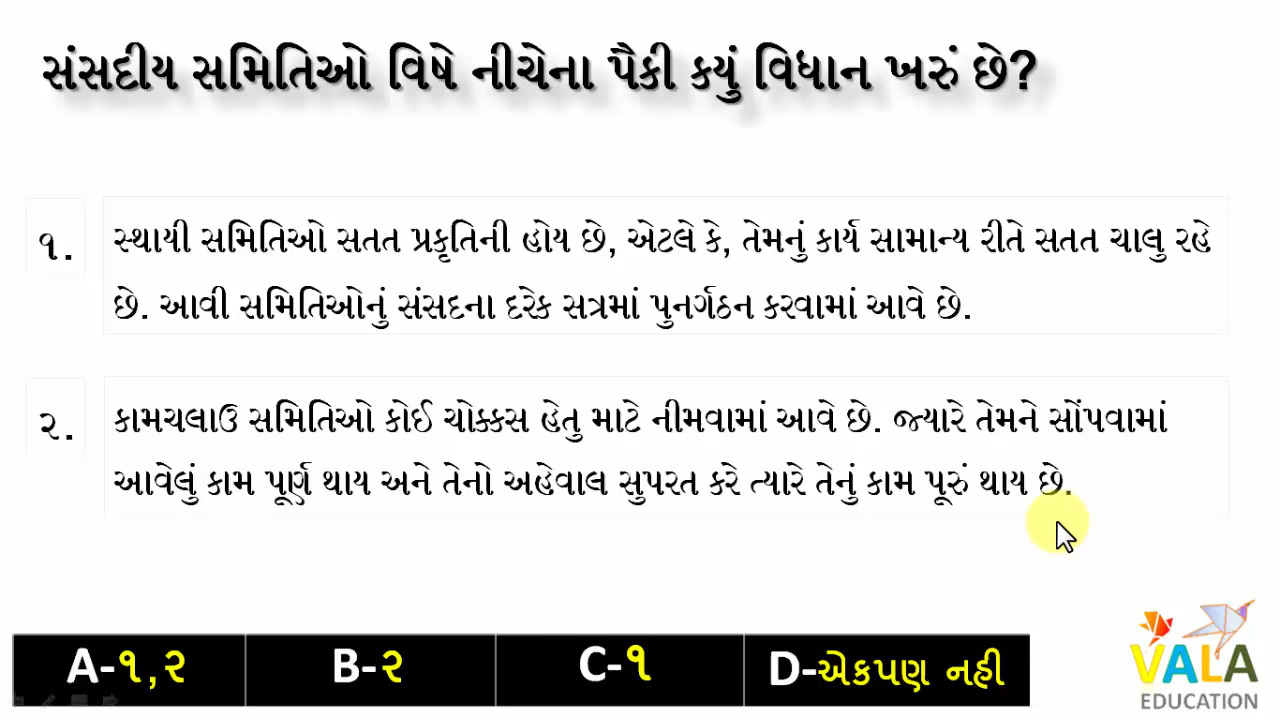 સંસદીય સમિતિઓ વિષે નીચેના પૈકી કયું વિધાન ખરું છે?
૧. સ્થાયી સમિતિઓ સતત પ્રકૃતિની હોય છે, એટલે કે, તેમનું કાર્ય સામાન્ય રીતે સતત ચાલુ રહે
છે. આવી સમિતિઓનું સંસદના દરેક સત્રમાં પુનર્ગઠન કરવામાં આવે છે.
૨. કામચલાઉ સમિતિઓ કોઈ ચોક્કસ હેતુ માટે નીમવામાં આવે છે. જ્યારે તેમને સોંપવામાં
આવેલું કામ પૂર્ણ થાય અને તેનો અહેવાલ સુપરત કરે ત્યારે તેનું કામ પૂરું થાય છે.
A-૧,૨ B-૨ C-૧ D-એકપણ નહી
VALA
EDUCATION